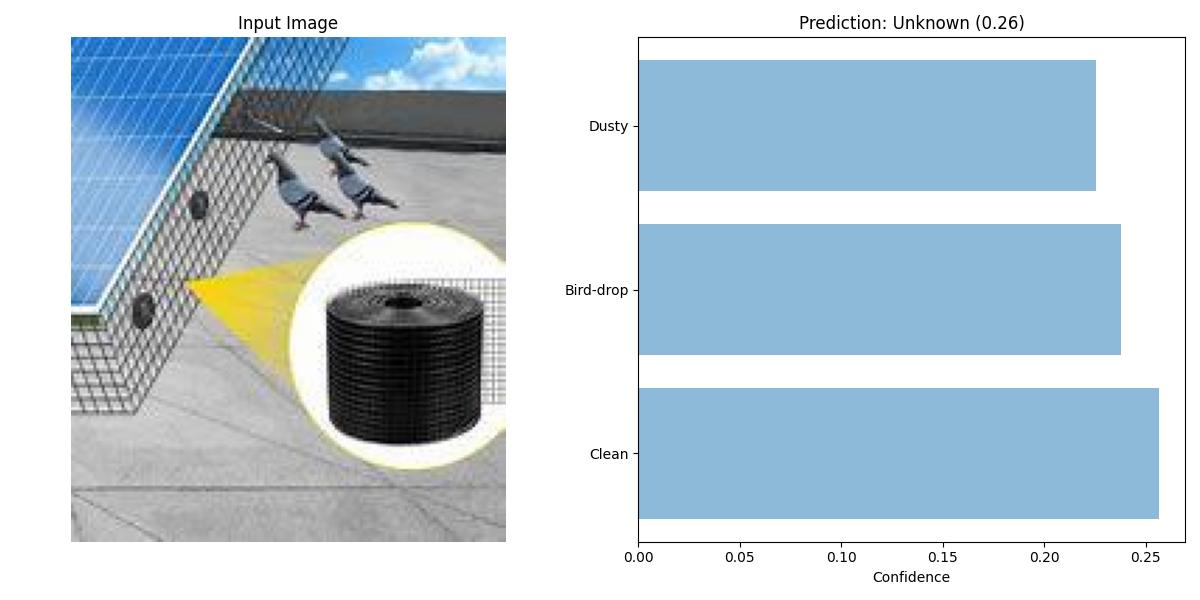 Input Image
Prediction: Unknown (0.26)
Dusty
Bird-drop
Clean
0.00 0.05 0.10 0.15 0.20 0.25
Confidence